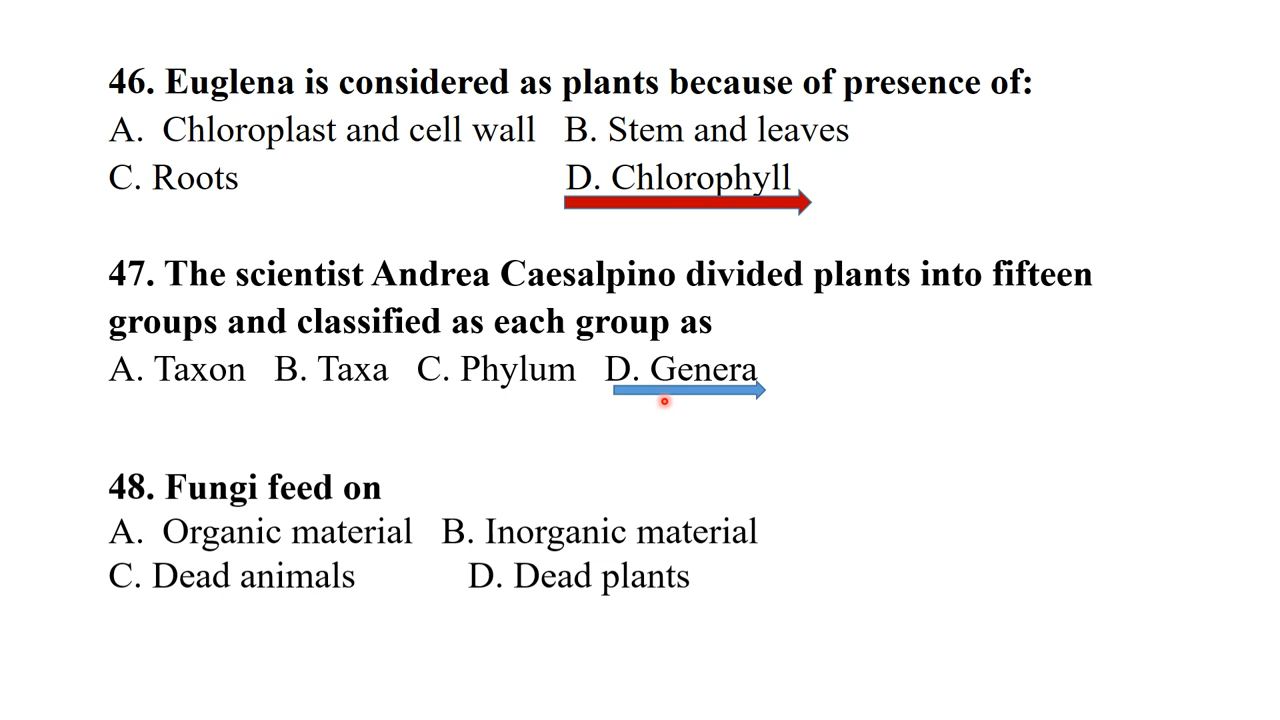 46. Euglena is considered as plants because of presence of:
A. Chloroplast and cell wall B. Stem and leaves
C. Roots D. Chlorophyll
47. The scientist Andrea Caesalpino divided plants into fifteen
groups and classified as each group as
A. Taxon B. Taxa C. Phylum D. Genera
48. Fungi feed on
A. Organic material B. Inorganic material
C. Dead animals D. Dead plants